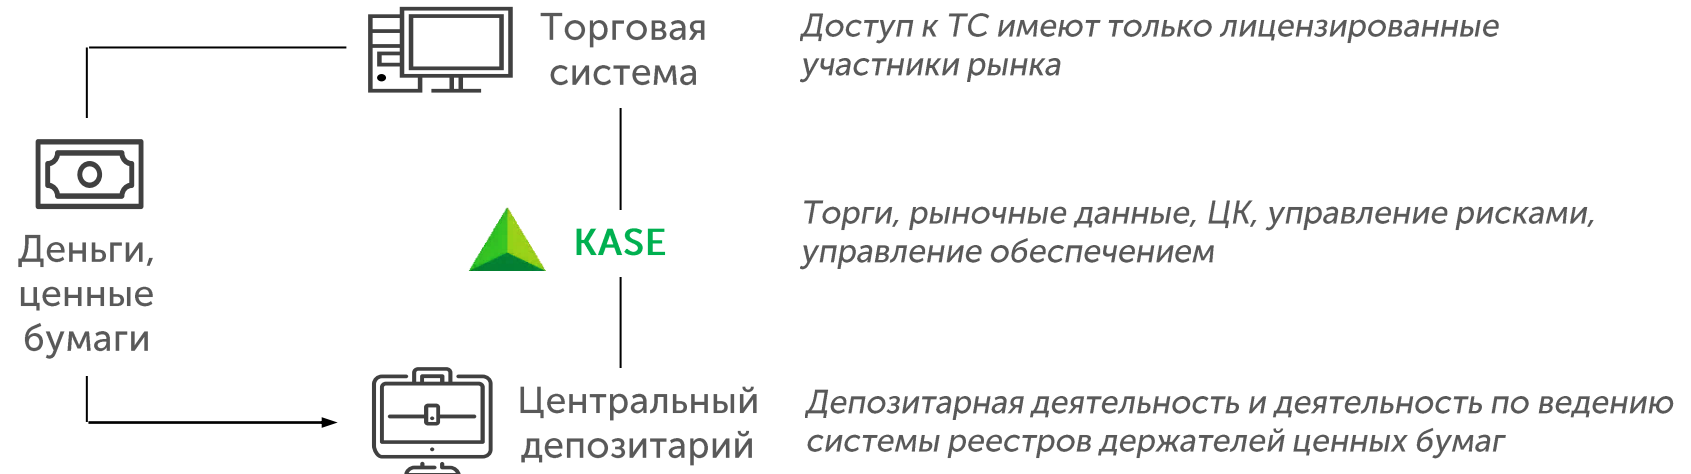 Торговая
система
Доступ к ТС имеют только лицензированные
участники рынка
Деньги,
ценные
бумаги
KASE
Торги, рыночные данные, ЦК, управление рисками,
управление обеспечением
Центральный
депозитарий
Депозитарная деятельность и деятельность по ведению
системы реестров держателей ценных бумаг